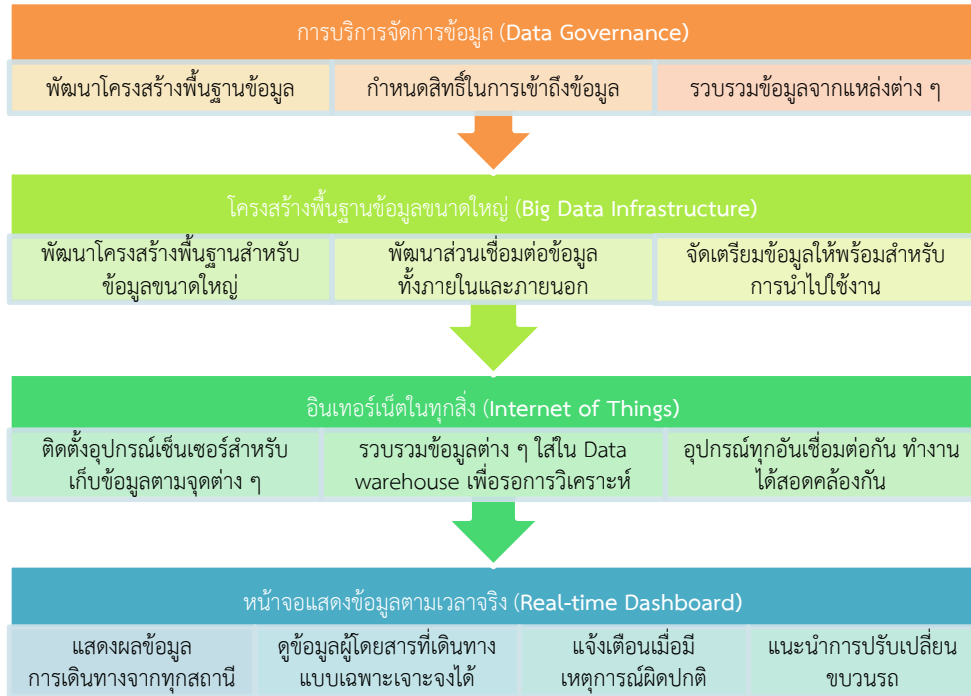 การบริการจัดการข้อมูล (Data Governance)
พัฒนาโครงสร้างพื้นฐานข้อมูล
กำหนดสิทธิ์ในการเข้าถึงข้อมูล
รวบรวมข้อมูลจากแหล่งต่าง ๆ
โครงสร้างพื้นฐานข้อมูลขนาดใหญ่ (Big Data Infrastructure)
พัฒนาโครงสร้างพื้นฐานสำหรับ
ข้อมูลขนาดใหญ่
พัฒนาส่วนเชื่อมต่อข้อมูล
ทั้งภายในและภายนอก
จัดเตรียมข้อมูลให้พร้อมสำหรับ
การนำไปใช้งาน
อินเทอร์เน็ตในทุกสิ่ง (Internet of Things)
ติดตั้งอุปกรณ์เซ็นเซอร์สำหรับ
เก็บข้อมูลตามจุดต่าง ๆ
รวบรวมข้อมูลต่าง ๆ ใส่ใน Data
warehouse เพื่อรอการวิเคราะห์
อุปกรณ์ทุกอันเชื่อมต่อกัน ทำงาน
ได้สอดคล้องกัน
หน้าจอแสดงข้อมูลตามเวลาจริง (Real-time Dashboard)
แสดงผลข้อมูล
การเดินทางจากทุกสถานี
ดูข้อมูลผู้โดยสารที่เดินทาง
แบบเฉพาะเจาะจงได้
แจ้งเตือนเมื่อมี
เหตุการณ์ผิดปกติ
แนะนำการปรับเปลี่ยน
ขบวนรถ